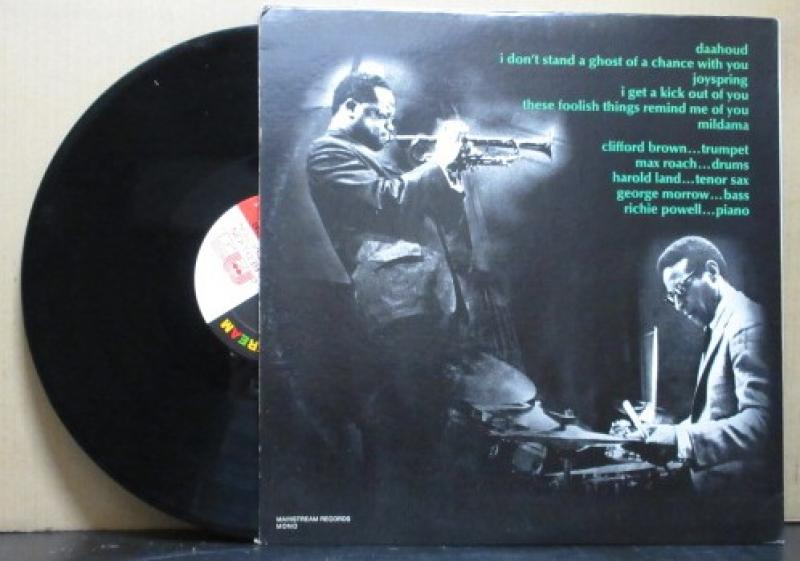 daahoud
i don't stand a ghost of a chance with you
joyspring
i get a kick out of you
these foolish things remind me of you
mildama
clifford brown...trumpet
max roach...drums
harold land...tenor sax
george morrow...bass
richie powell...piano
MAINSTREAM RECORDS
MONO
REAM